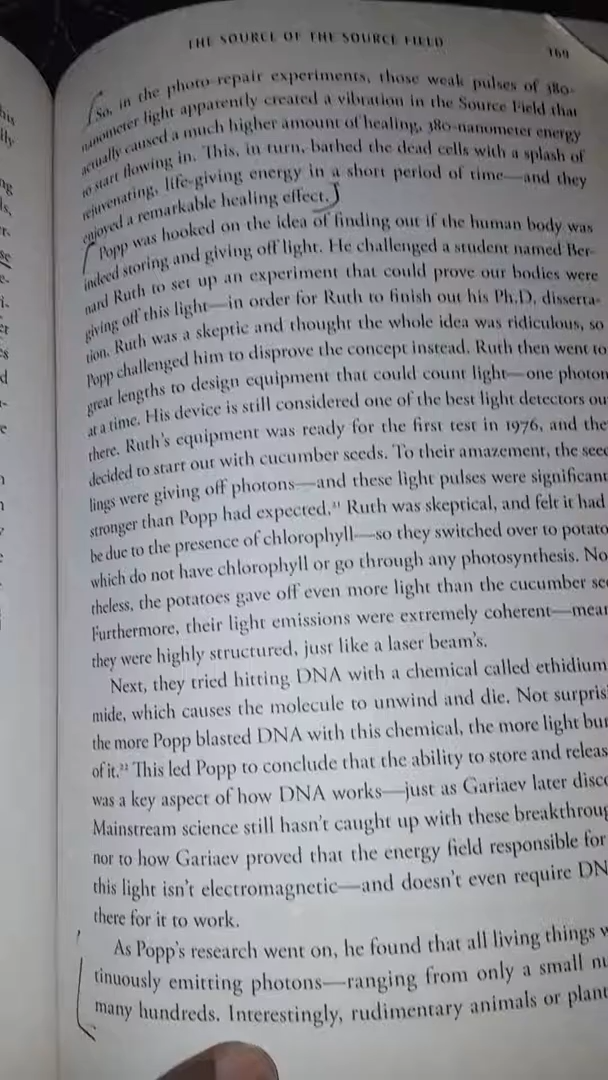 THE SOURCE OF THE SOURCE FIELD
169
So, in the photo-repair experiments, those weak pulses of 380-
nanometer light apparently created a vibration in the Source Field that
actually caused a much higher amount of healing, 380-nanometer energy
to start flowing in. This, in turn, bathed the dead cells with a splash of
rejuvenating, life-giving energy in a short period of time—and they
enjoyed a remarkable healing effect.
Popp was hooked on the idea of finding out if the human body was
indeed storing and giving off light. He challenged a student named Ber-
nard Ruth to set up an experiment that could prove our bodies were
giving off this light—in order for Ruth to finish out his Ph.D. disserta-
tion. Ruth was a skeptic and thought the whole idea was ridiculous, so
Popp challenged him to disprove the concept instead. Ruth then went to
great lengths to design equipment that could count light—one photon
at a time. His device is still considered one of the best light detectors ou
there. Ruth's equipment was ready for the first test in 1976, and the
decided to start out with cucumber seeds. To their amazement, the seed
lings were giving off photons—and these light pulses were significant
stronger than Popp had expected.²¹ Ruth was skeptical, and felt it had
be due to the presence of chlorophyll—so they switched over to potato
which do not have chlorophyll or go through any photosynthesis. No
theless, the potatoes gave off even more light than the cucumber see
Furthermore, their light emissions were extremely coherent—mean
they were highly structured, just like a laser beam's.
Next, they tried hitting DNA with a chemical called ethidium
mide, which causes the molecule to unwind and die. Not surpris
the more Popp blasted DNA with this chemical, the more light bur
of it.²² This led Popp to conclude that the ability to store and releas
was a key aspect of how DNA works—just as Gariaev later disco
Mainstream science still hasn't caught up with these breakthroug
nor to how Gariaev proved that the energy field responsible for
this light isn't electromagnetic—and doesn't even require DN
there for it to work.
As Popp's research went on, he found that all living things w
tinuously emitting photons—ranging from only a small nu
many hundreds. Interestingly, rudimentary animals or plant